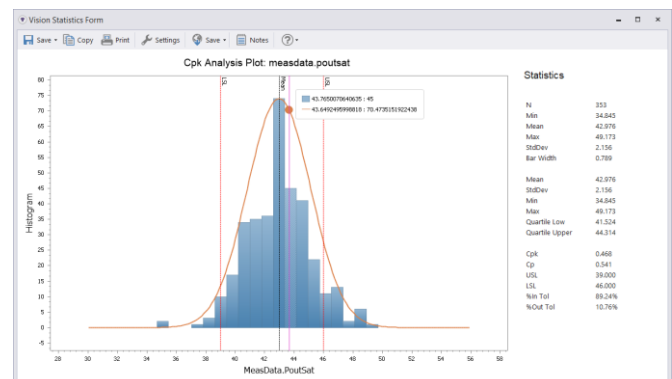 Vision Statistics Form
Save Copy Print Settings Save Notes
Cpk Analysis Plot: measdata.poutsat
Statistics
LSL Mean LSL
43.7650078640635 : 45
43.6492495998818 : 70.4735151922438
80
75
70
65
60
55
50
45
40
35
30
25
20
15
10
5
0
-5
Histogram
28 30 32 34 36 38 40 42 44 46 48 50 52 54 56 58
MeasData.PoutSat
N 353
Min 34.845
Mean 42.976
Max 49.173
StdDev 2.156
Bar Width 0.789
Mean 42.976
StdDev 2.156
Min 34.845
Max 49.173
Quartile Low 41.524
Quartile Upper 44.314
Cpk 0.468
Cp 0.541
USL 39.000
LSL 46.000
%In Tol 89.24%
%Out Tol 10.76%